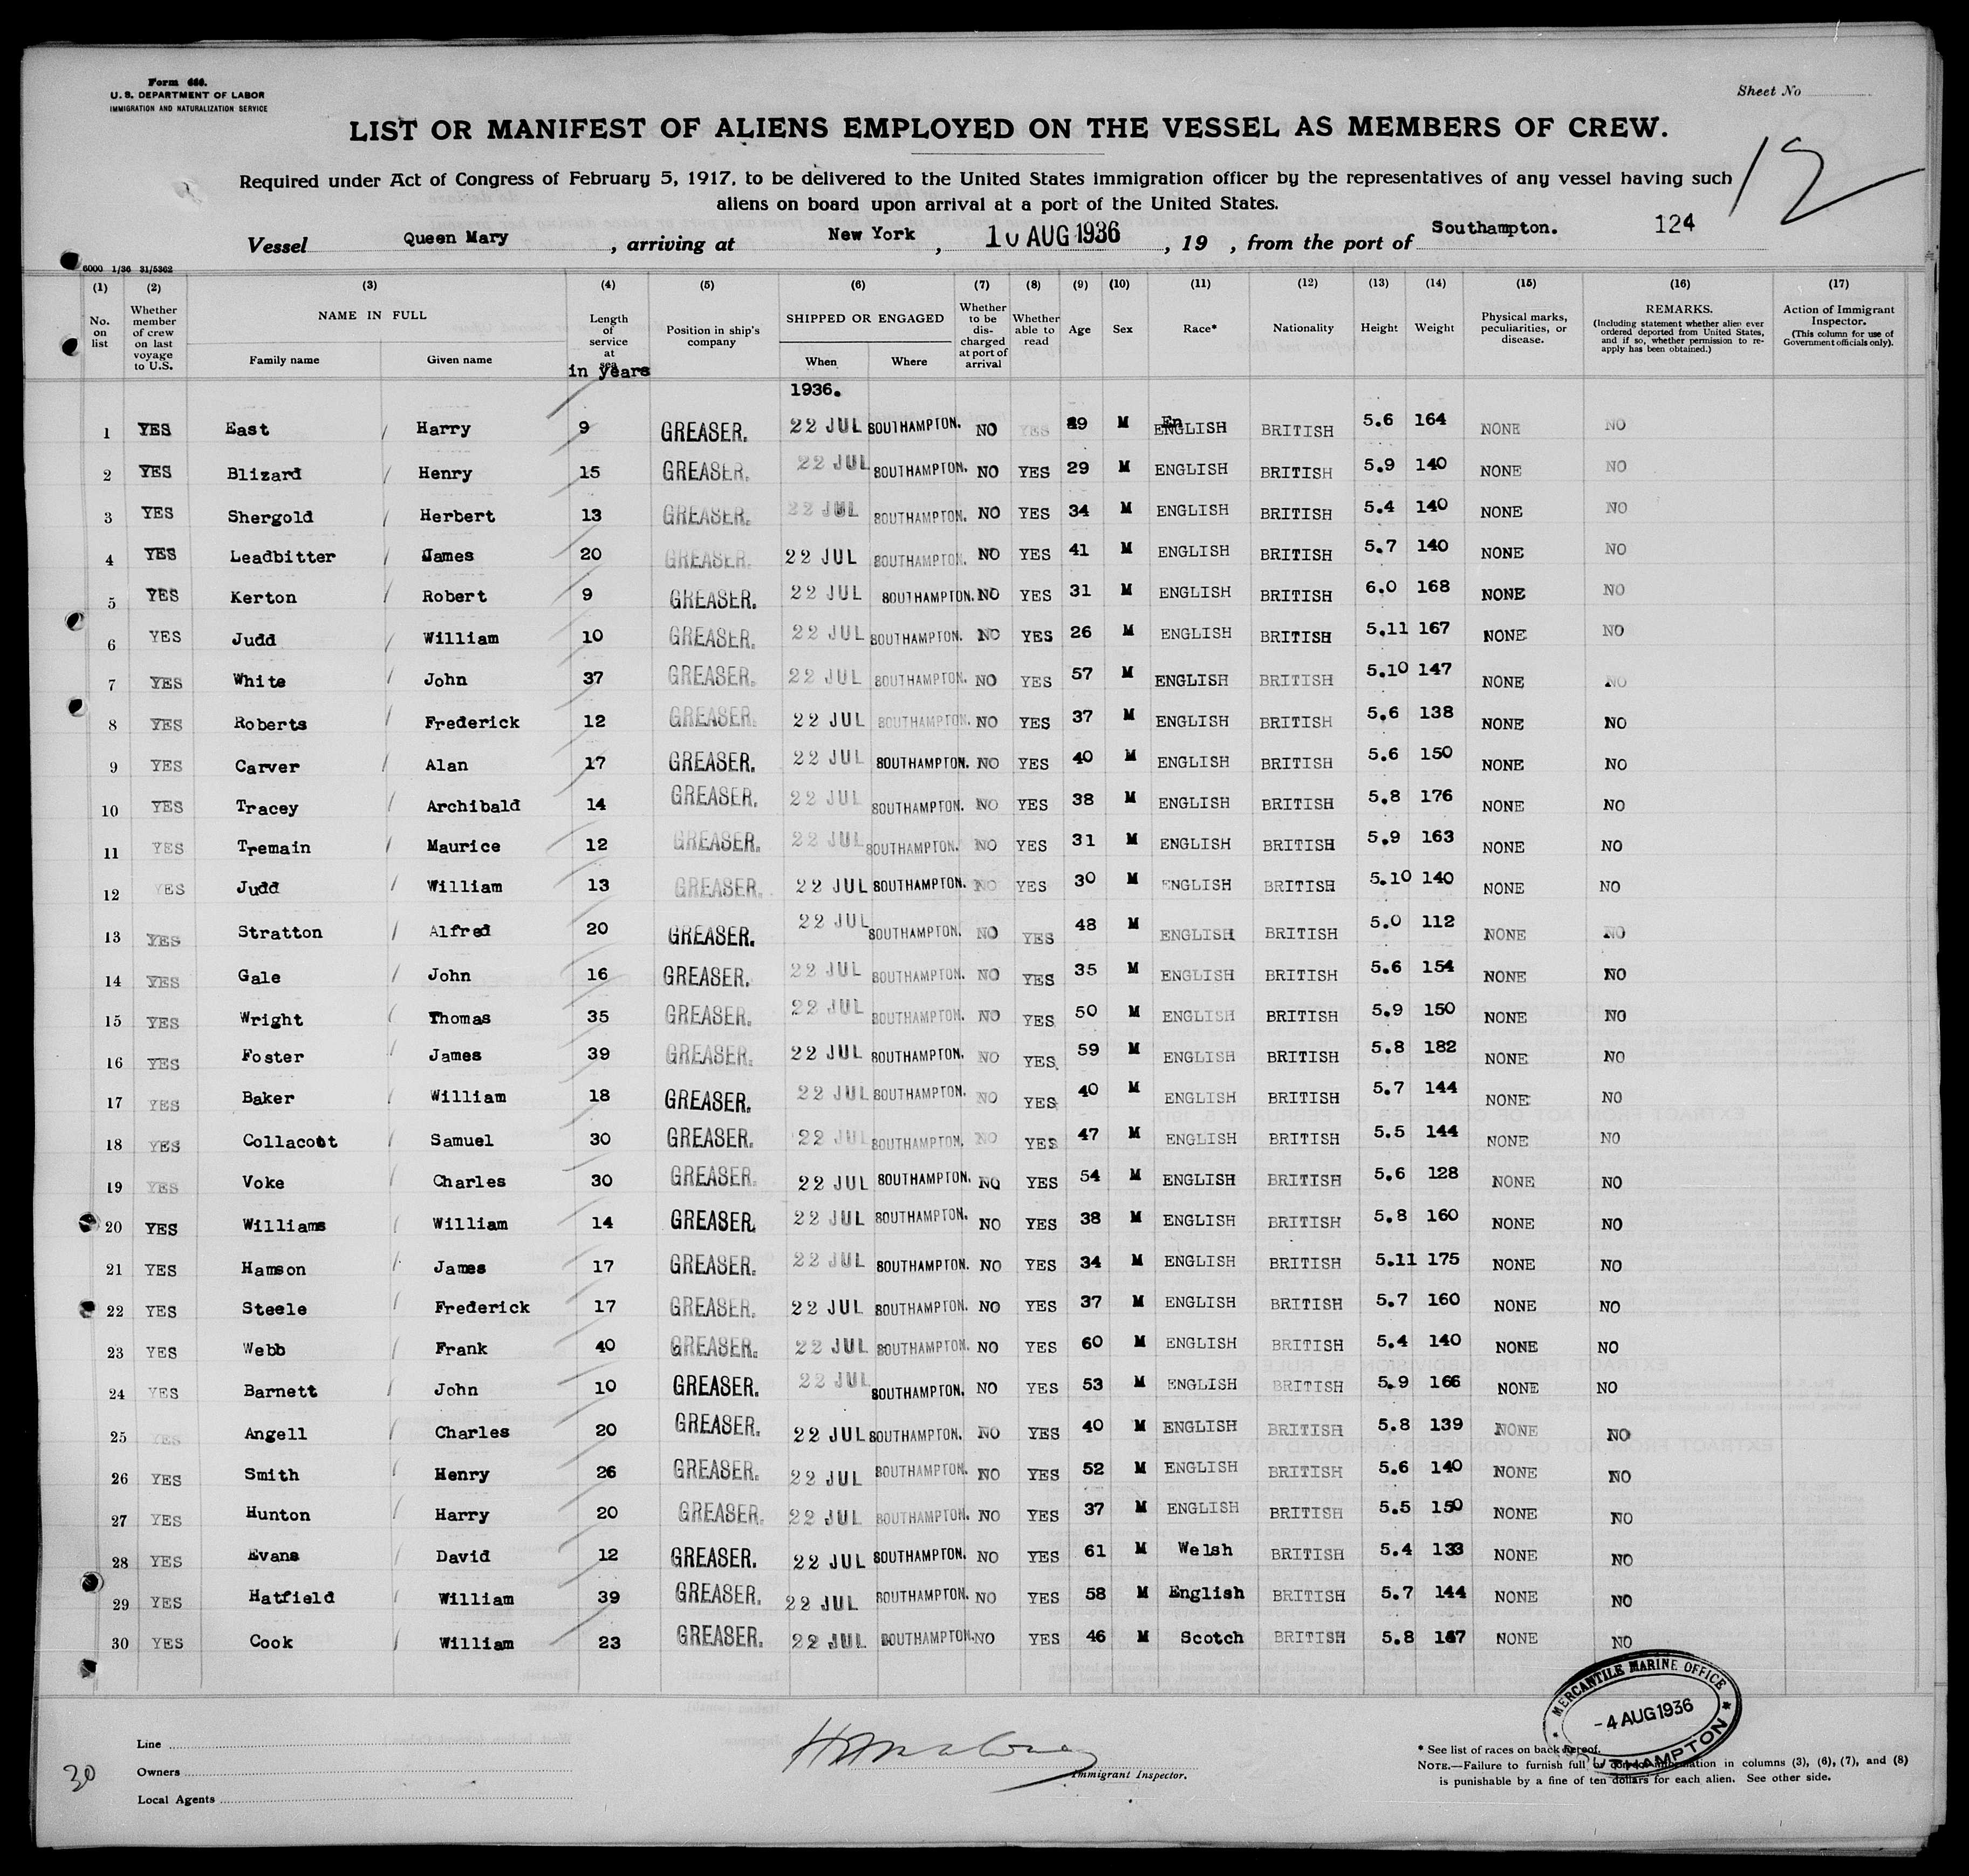 Form 680.
U. S. DEPARTMENT OF LABOR
IMMIGRATION AND NATURALIZATION SERVICE
Sheet No
LIST OR MANIFEST OF ALIENS EMPLOYED ON THE VESSEL AS MEMBERS OF CREW.
12
Required under Act of Congress of February 5, 1917, to be delivered to the United States immigration officer by the representatives of any vessel having such
aliens on board upon arrival at a port of the United States.
Vessel Queen Mary , arriving at New York , 10 AUG 1936 , 19 , from the port of Southampton. 124
6000 1/36 31/5362
(1) (2) (3) (4) (5) (6) (7) (8) (9) (10) (11) (12) (13) (14) (15) (16) (17)
No. on list Whether member of crew on last voyage to U.S. NAME IN FULL Family name Given name Length of service at sea in years Position in ship's company SHIPPED OR ENGAGED When Where Whether to be discharged at port of arrival Whether able to read Age Sex Race* Nationality Height Weight Physical marks, peculiarities, or disease. REMARKS. (Including statement whether alien ever ordered deported from United States, and if so, whether permission to re-apply has been obtained.) Action of Immigrant Inspector. (This column for use of Government officials only).
1936.
1 YES East Harry 9 GREASER. 22 JUL SOUTHAMPTON. NO YES 29 M ENGLISH BRITISH 5.6 164 NONE NO
2 YES Blizard Henry 15 GREASER. 22 JUL SOUTHAMPTON. NO YES 29 M ENGLISH BRITISH 5.9 140 NONE NO
3 YES Shergold Herbert 13 GREASER. 22 JUL SOUTHAMPTON. NO YES 34 M ENGLISH BRITISH 5.4 140 NONE NO
4 YES Leadbitter James 20 GREASER. 22 JUL SOUTHAMPTON. NO YES 41 M ENGLISH BRITISH 5.7 140 NONE NO
5 YES Kerton Robert 9 GREASER. 22 JUL SOUTHAMPTON. NO YES 31 M ENGLISH BRITISH 6.0 168 NONE NO
6 YES Judd William 10 GREASER. 22 JUL SOUTHAMPTON. NO YES 26 M ENGLISH BRITISH 5.11 167 NONE NO
7 YES White John 37 GREASER. 22 JUL SOUTHAMPTON. NO YES 57 M ENGLISH BRITISH 5.10 147 NONE NO
8 YES Roberts Frederick 12 GREASER. 22 JUL SOUTHAMPTON. NO YES 37 M ENGLISH BRITISH 5.6 138 NONE NO
9 YES Carver Alan 17 GREASER. 22 JUL SOUTHAMPTON. NO YES 40 M ENGLISH BRITISH 5.6 150 NONE NO
10 YES Tracey Archibald 14 GREASER. 22 JUL SOUTHAMPTON. NO YES 38 M ENGLISH BRITISH 5.8 176 NONE NO
11 YES Tremain Maurice 12 GREASER. 22 JUL SOUTHAMPTON. NO YES 31 M ENGLISH BRITISH 5.9 163 NONE NO
12 YES Judd William 13 GREASER. 22 JUL SOUTHAMPTON. NO YES 30 M ENGLISH BRITISH 5.10 140 NONE NO
13 YES Stratton Alfred 20 GREASER. 22 JUL SOUTHAMPTON. NO YES 48 M ENGLISH BRITISH 5.0 112 NONE NO
14 YES Gale John 16 GREASER. 22 JUL SOUTHAMPTON. NO YES 35 M ENGLISH BRITISH 5.6 154 NONE NO
15 YES Wright Thomas 35 GREASER. 22 JUL SOUTHAMPTON. NO YES 50 M ENGLISH BRITISH 5.9 150 NONE NO
16 YES Foster James 39 GREASER. 22 JUL SOUTHAMPTON. NO YES 59 M ENGLISH BRITISH 5.8 182 NONE NO
17 YES Baker William 18 GREASER. 22 JUL SOUTHAMPTON. NO YES 40 M ENGLISH BRITISH 5.7 144 NONE NO
18 YES Collacott Samuel 30 GREASER. 22 JUL SOUTHAMPTON. NO YES 47 M ENGLISH BRITISH 5.5 144 NONE NO
19 YES Voke Charles 30 GREASER. 22 JUL SOUTHAMPTON. NO YES 54 M ENGLISH BRITISH 5.6 128 NONE NO
20 YES Williams William 14 GREASER. 22 JUL SOUTHAMPTON. NO YES 38 M ENGLISH BRITISH 5.8 160 NONE NO
21 YES Hamson James 17 GREASER. 22 JUL SOUTHAMPTON. NO YES 34 M ENGLISH BRITISH 5.11 175 NONE NO
22 YES Steele Frederick 17 GREASER. 22 JUL SOUTHAMPTON. NO YES 37 M ENGLISH BRITISH 5.7 160 NONE NO
23 YES Webb Frank 40 GREASER. 22 JUL SOUTHAMPTON. NO YES 60 M ENGLISH BRITISH 5.4 140 NONE NO
24 YES Barnett John 10 GREASER. 22 JUL SOUTHAMPTON. NO YES 53 M ENGLISH BRITISH 5.9 166 NONE NO
25 YES Angell Charles 20 GREASER. 22 JUL SOUTHAMPTON. NO YES 40 M ENGLISH BRITISH 5.8 139 NONE NO
26 YES Smith Henry 26 GREASER. 22 JUL SOUTHAMPTON. NO YES 52 M ENGLISH BRITISH 5.6 140 NONE NO
27 YES Hunton Harry 20 GREASER. 22 JUL SOUTHAMPTON. NO YES 37 M ENGLISH BRITISH 5.5 150 NONE NO
28 YES Evans David 12 GREASER. 22 JUL SOUTHAMPTON. NO YES 61 M Welsh BRITISH 5.4 133 NONE NO
29 YES Hatfield William 39 GREASER. 22 JUL SOUTHAMPTON. NO YES 58 M English BRITISH 5.7 144 NONE NO
30 YES Cook William 23 GREASER. 22 JUL SOUTHAMPTON. NO YES 46 M Scotch BRITISH 5.8 147 NONE NO
MERCANTILE MARINE OFFICE
-4 AUG 1936
SOUTHAMPTON
Line
Owners
Local Agents
30
Immigrant Inspector.
* See list of races on back hereof.
NOTE.—Failure to furnish full or correct information in columns (3), (6), (7), and (8)
is punishable by a fine of ten dollars for each alien. See other side.